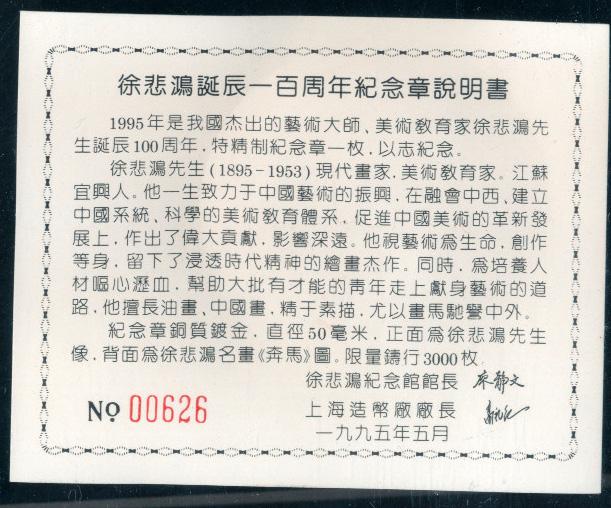 徐悲鴻誕辰一百周年紀念章說明書
1995年是我國杰出的藝術大師、美術教育家徐悲鴻先
生誕辰100周年，特精制紀念章一枚，以志紀念。
徐悲鴻先生(1895-1953)現代畫家，美術教育家。江蘇
宜興人。他一生致力于中國藝術的振興，在融會中西、建立
中國系統、科學的美術教育體系，促進中國美術的革新發
展上，作出了偉大貢獻，影響深遠。他視藝術爲生命，創作
等身，留下了浸透時代精神的繪畫杰作。同時，爲培養人
材嘔心瀝血，幫助大批有才能的靑年走上獻身藝術的道
路，他擅長油畫、中國畫，精于素描，尤以畫馬馳譽中外。
紀念章銅質鍍金，直徑50毫米，正面爲徐悲鴻先生
像，背面爲徐悲鴻名畫《奔馬》圖。限量鑄行3000枚.
徐悲鴻紀念館館長 廖靜文
№ 00626 上海造幣廠廠長
一九九五年五月